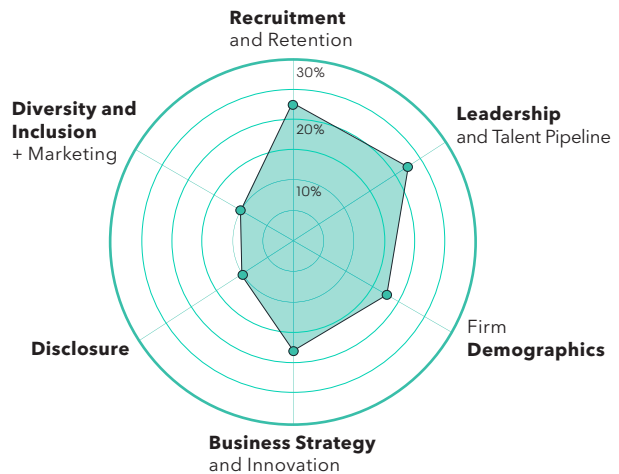 Recruitment
and Retention
30%
Diversity and
Inclusion
+ Marketing
Leadership
and Talent Pipeline
20%
10%
Firm
Demographics
Disclosure
Business Strategy
and Innovation